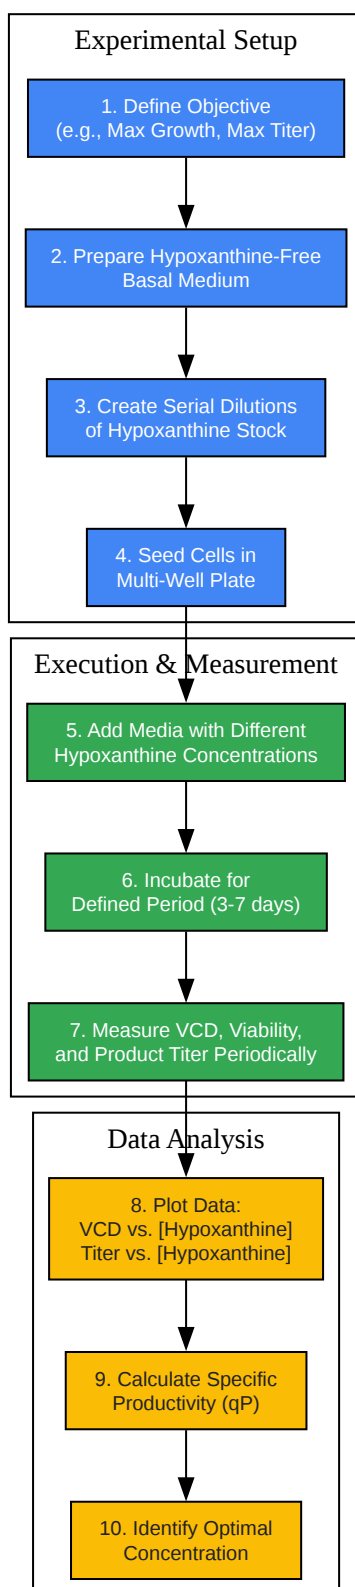 Experimental Setup
1. Define Objective
(e.g., Max Growth, Max Titer)
2. Prepare Hypoxanthine-Free
Basal Medium
3. Create Serial Dilutions
of Hypoxanthine Stock
4. Seed Cells in
Multi-Well Plate
Execution & Measurement
5. Add Media with Different
Hypoxanthine Concentrations
6. Incubate for
Defined Period (3-7 days)
7. Measure VCD, Viability,
and Product Titer Periodically
Data Analysis
8. Plot Data:
VCD vs. [Hypoxanthine]
Titer vs. [Hypoxanthine]
9. Calculate Specific
Productivity (qP)
10. Identify Optimal
Concentration